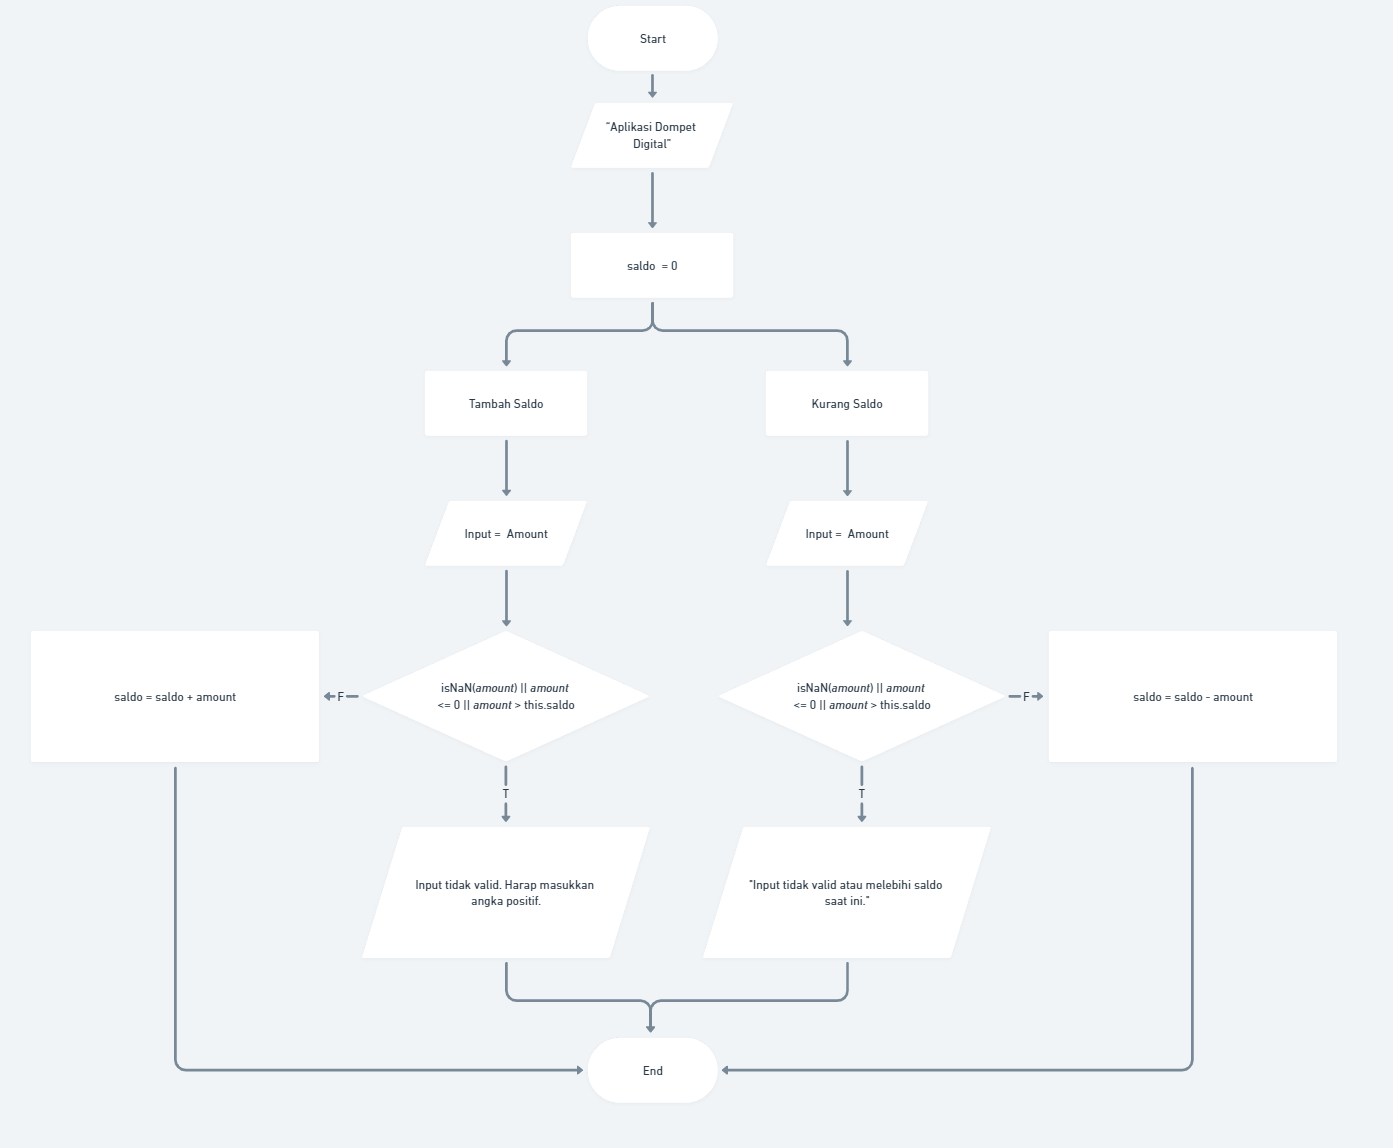 Start
“Aplikasi Dompet
Digital”
saldo  = 0
Tambah Saldo
Kurang Saldo
Input =  Amount
Input =  Amount
saldo = saldo + amount
F
isNaN(amount) || amount
<= 0 || amount > this.saldo
isNaN(amount) || amount
<= 0 || amount > this.saldo
F
saldo = saldo - amount
T
T
Input tidak valid. Harap masukkan
angka positif.
"Input tidak valid atau melebihi saldo
saat ini."
End